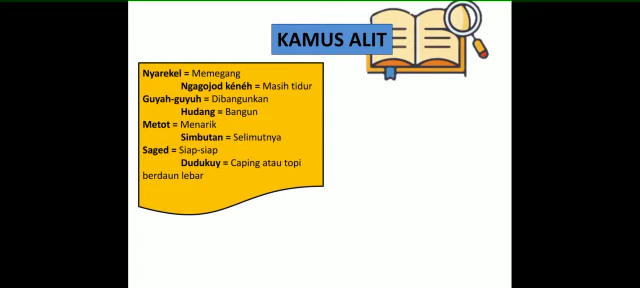 KAMUS ALIT
Nyarekel = Memegang
Ngagojod kénéh = Masih tidur
Guyah-guyuh = Dibangunkan
Hudang = Bangun
Metot = Menarik
Simbutan = Selimutnya
Saged = Siap-siap
Dudukuy = Caping atau topi
berdaun lebar